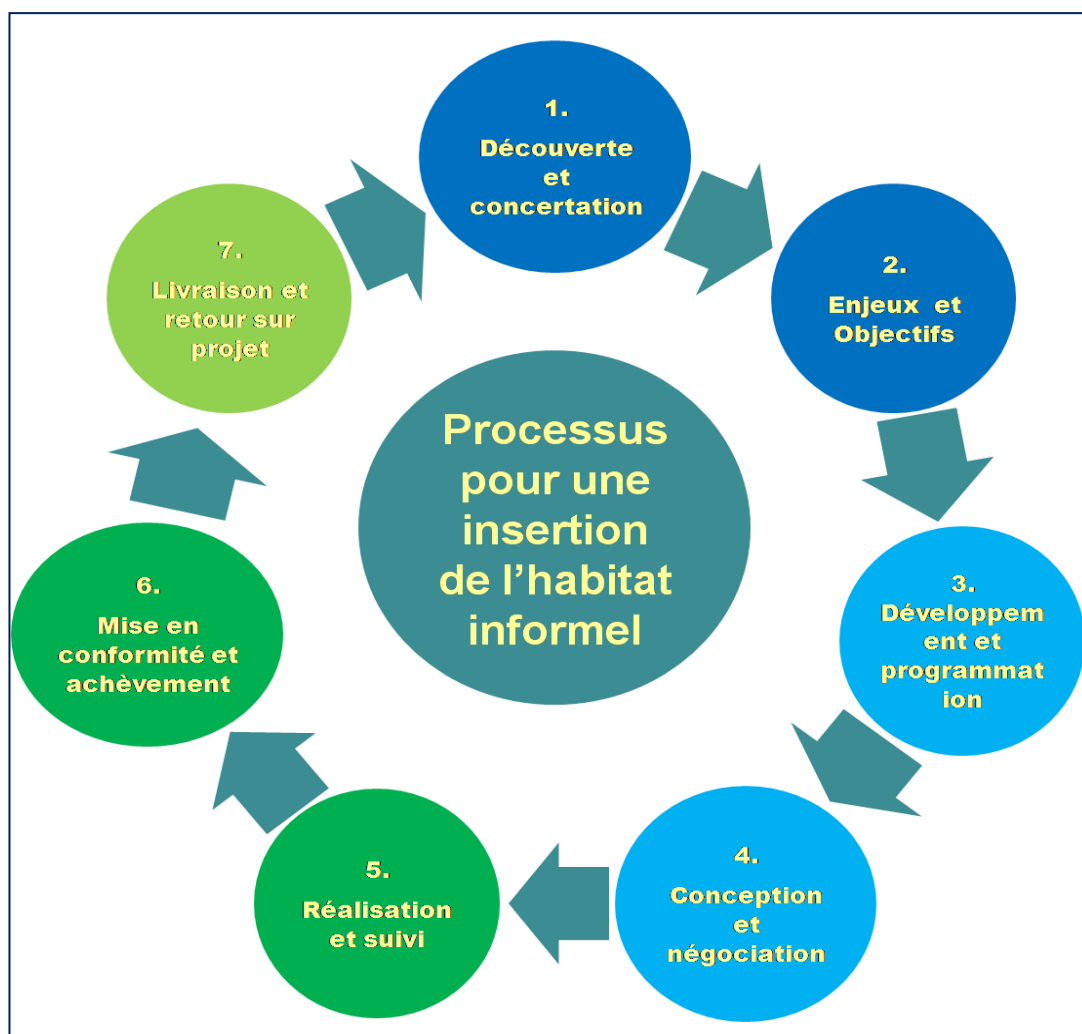 1.
Découverte
et
concertation
2.
Enjeux et
Objectifs
3.
Développem
ent et
programmat
ion
4.
Conception
et
négociation
5.
Réalisation
et suivi
6.
Mise en
conformité et
achèvement
7.
Livraison et
retour sur
projet
Processus
pour une
insertion
de l’habitat
informel